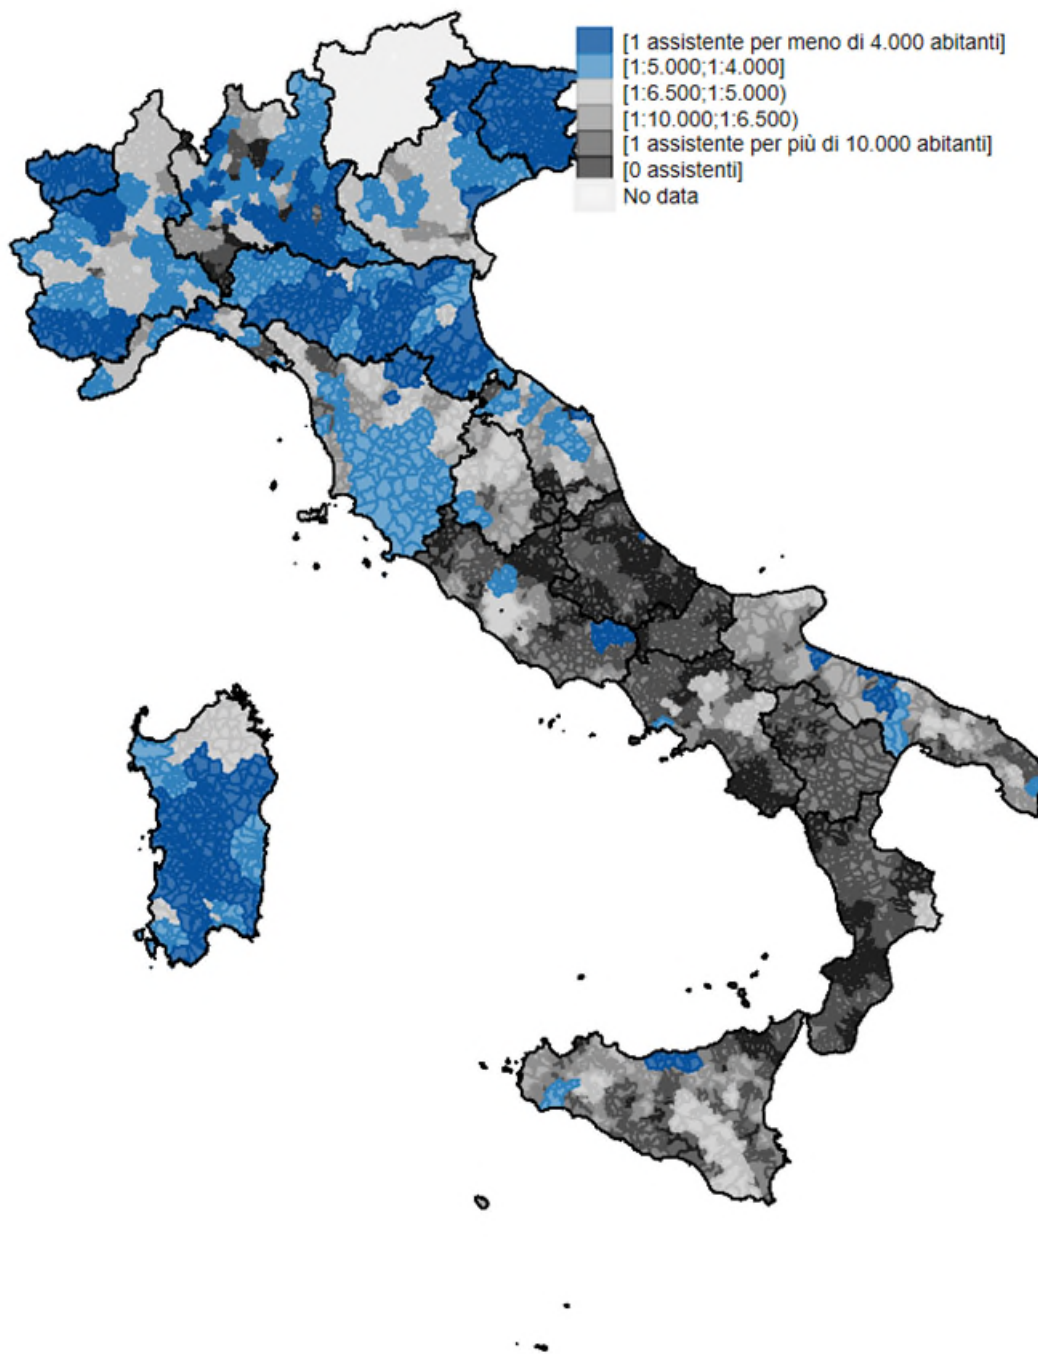 [1 assistente per meno di 4.000 abitanti]
[1:5.000;1:4.000]
[1:6.500;1:5.000)
[1:10.000;1:6.500)
[1 assistente per più di 10.000 abitanti]
[0 assistenti]
No data